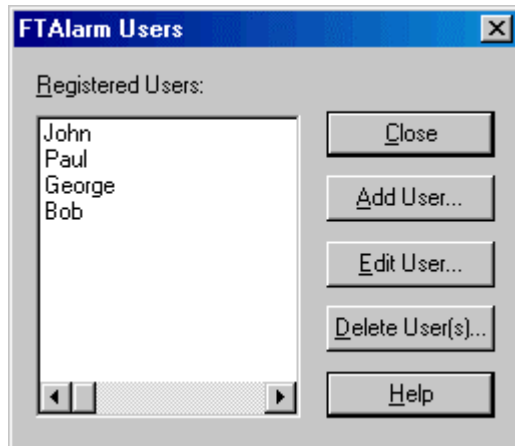 FTAlarm Users
Registered Users:
John
Paul
George
Bob
Close
Add User...
Edit User...
Delete User(s)...
Help